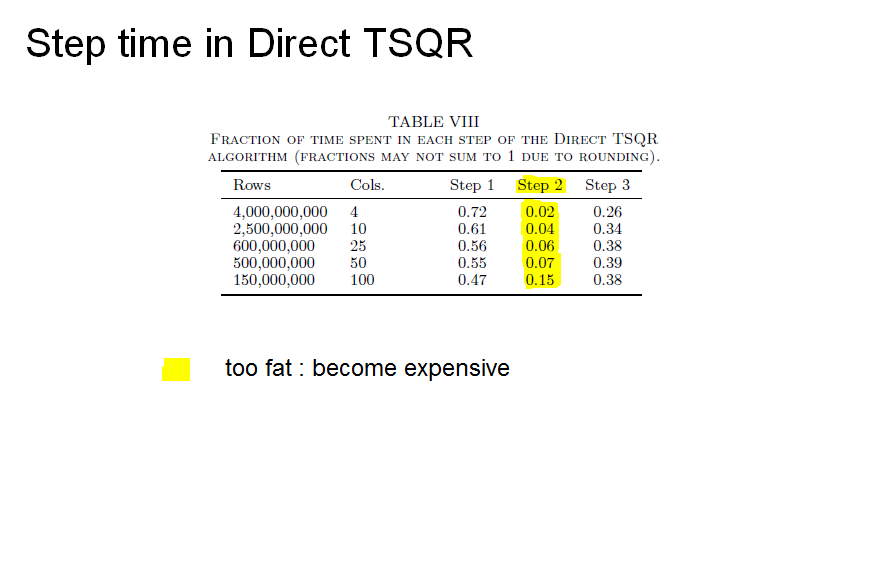 Step time in Direct TSQR
TABLE VIII
FRACTION OF TIME SPENT IN EACH STEP OF THE DIRECT TSQR
ALGORITHM (FRACTIONS MAY NOT SUM TO 1 DUE TO ROUNDING).
Rows Cols. Step 1 Step 2 Step 3
4,000,000,000 4 0.72 0.02 0.26
2,500,000,000 10 0.61 0.04 0.34
600,000,000 25 0.56 0.06 0.38
500,000,000 50 0.55 0.07 0.39
150,000,000 100 0.47 0.15 0.38
too fat : become expensive